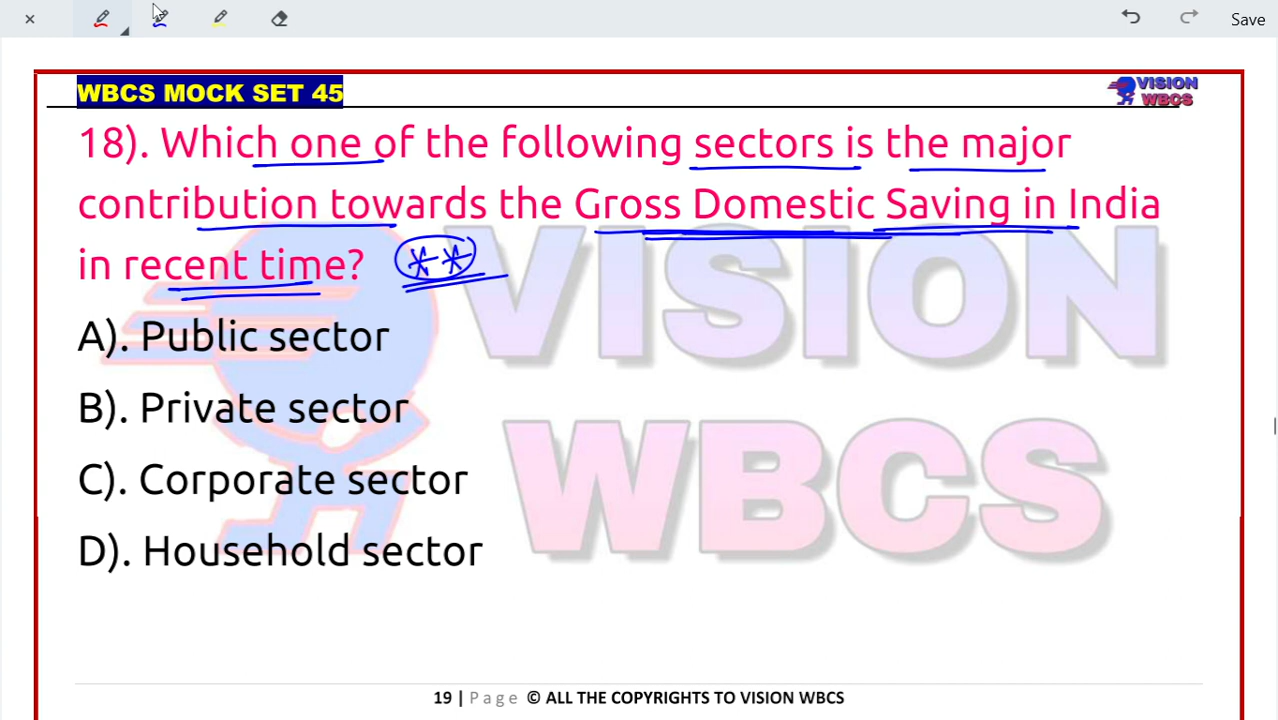 Save
WBCS MOCK SET 45
VISION
WBCS
18). Which one of the following sectors is the major
contribution towards the Gross Domestic Saving in India
in recent time? **
A). Public sector
B). Private sector
C). Corporate sector
D). Household sector
VISION
WBCS
19 | Page © ALL THE COPYRIGHTS TO VISION WBCS